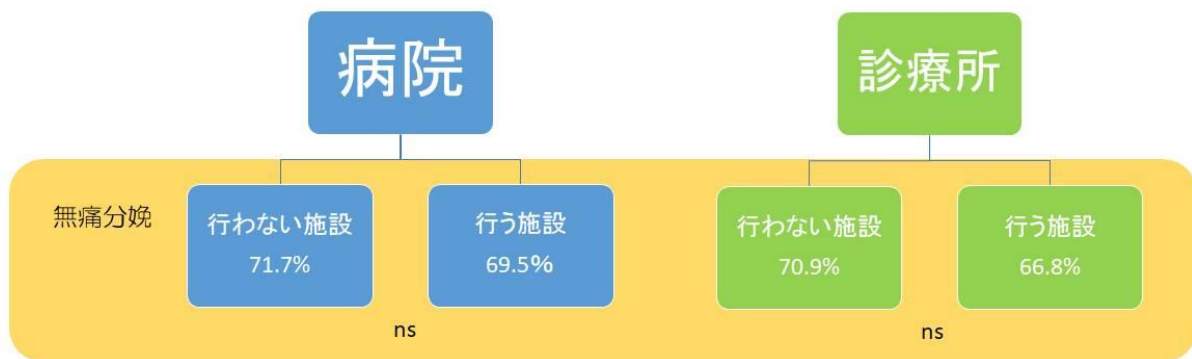 病院
診療所
無痛分娩
行わない施設
71.7%
行う施設
69.5%
行わない施設
70.9%
行う施設
66.8%
ns
ns